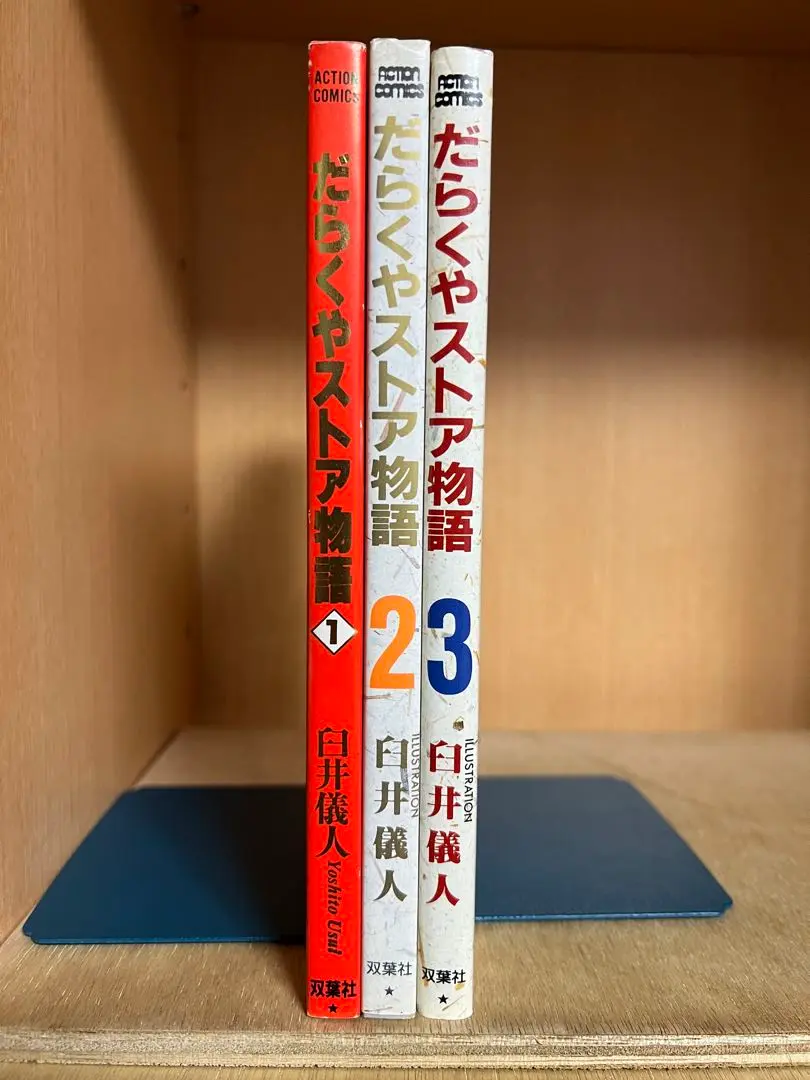 ACTION
COMICS
だらくやストア物語
1
臼井儀人
Yoshito Usui
双葉社
ACTION
COMICS
だらくやストア物語
2
ILLUSTRATION
臼井儀人
双葉社
ACTION
COMICS
だらくやストア物語
3
ILLUSTRATION
臼井儀人
双葉社